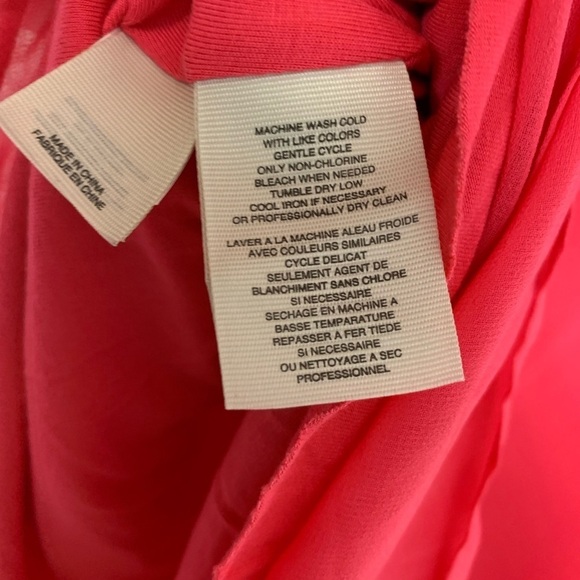 MADE IN CHINA
FABRIQUE EN CHINE
MACHINE WASH COLD
WITH LIKE COLORS
GENTLE CYCLE
ONLY NON-CHLORINE
BLEACH WHEN NEEDED
TUMBLE DRY LOW
COOL IRON IF NECESSARY
OR PROFESSIONALLY DRY CLEAN
LAVER A LA MACHINE ALEAU FROIDE
AVEC COULEURS SIMILAIRES
CYCLE DELICAT
SEULEMENT AGENT DE
BLANCHIMENT SANS CHLORE
SI NECESSAIRE
SECHAGE EN MACHINE A
BASSE TEMPARATURE
REPASSER A FER TIÈDE
SI NECESSAIRE
OU NETTOYAGE A SEC
PROFESSIONNEL